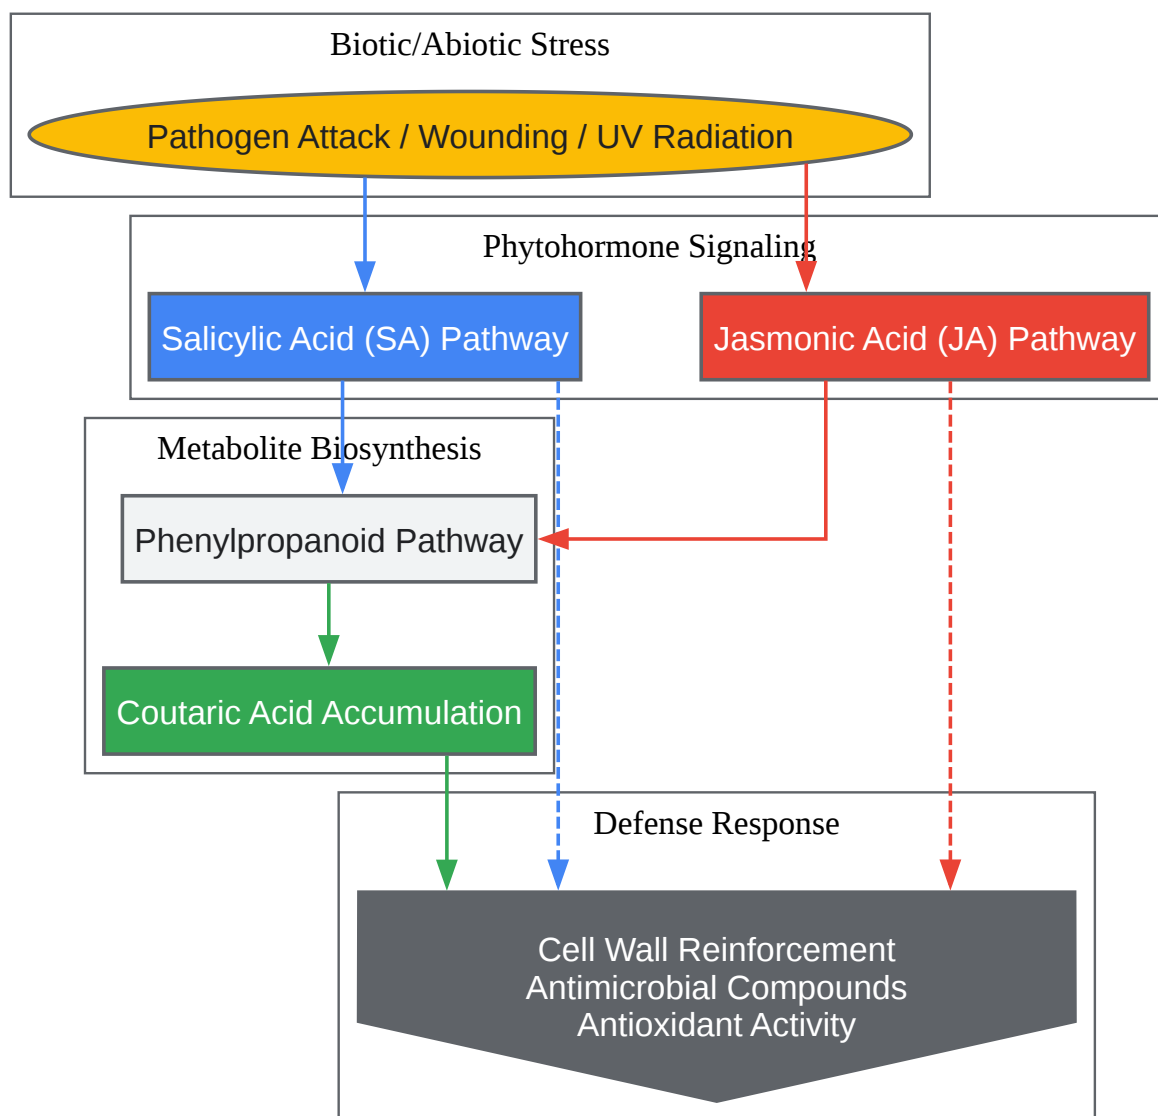 Biotic/Abiotic Stress
Pathogen Attack / Wounding / UV Radiation
Phytohormone Signaling
Salicylic Acid (SA) Pathway
Jasmonic Acid (JA) Pathway
Metabolite Biosynthesis
Phenylpropanoid Pathway
Coutaric Acid Accumulation
Defense Response
Cell Wall Reinforcement
Antimicrobial Compounds
Antioxidant Activity